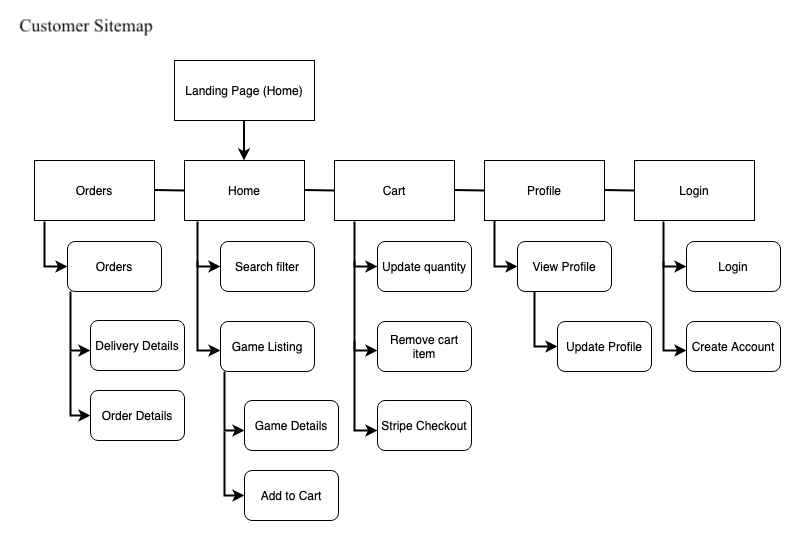 Customer Sitemap
Landing Page (Home)
Orders
Home
Cart
Profile
Login
Orders
Search filter
Update quantity
View Profile
Login
Delivery Details
Game Listing
Remove cart
item
Update Profile
Create Account
Order Details
Game Details
Stripe Checkout
Add to Cart